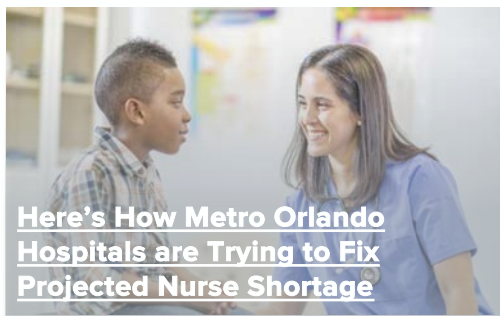 Here's How Metro Orlando
Hospitals are Trying to Fix
Projected Nurse Shortage